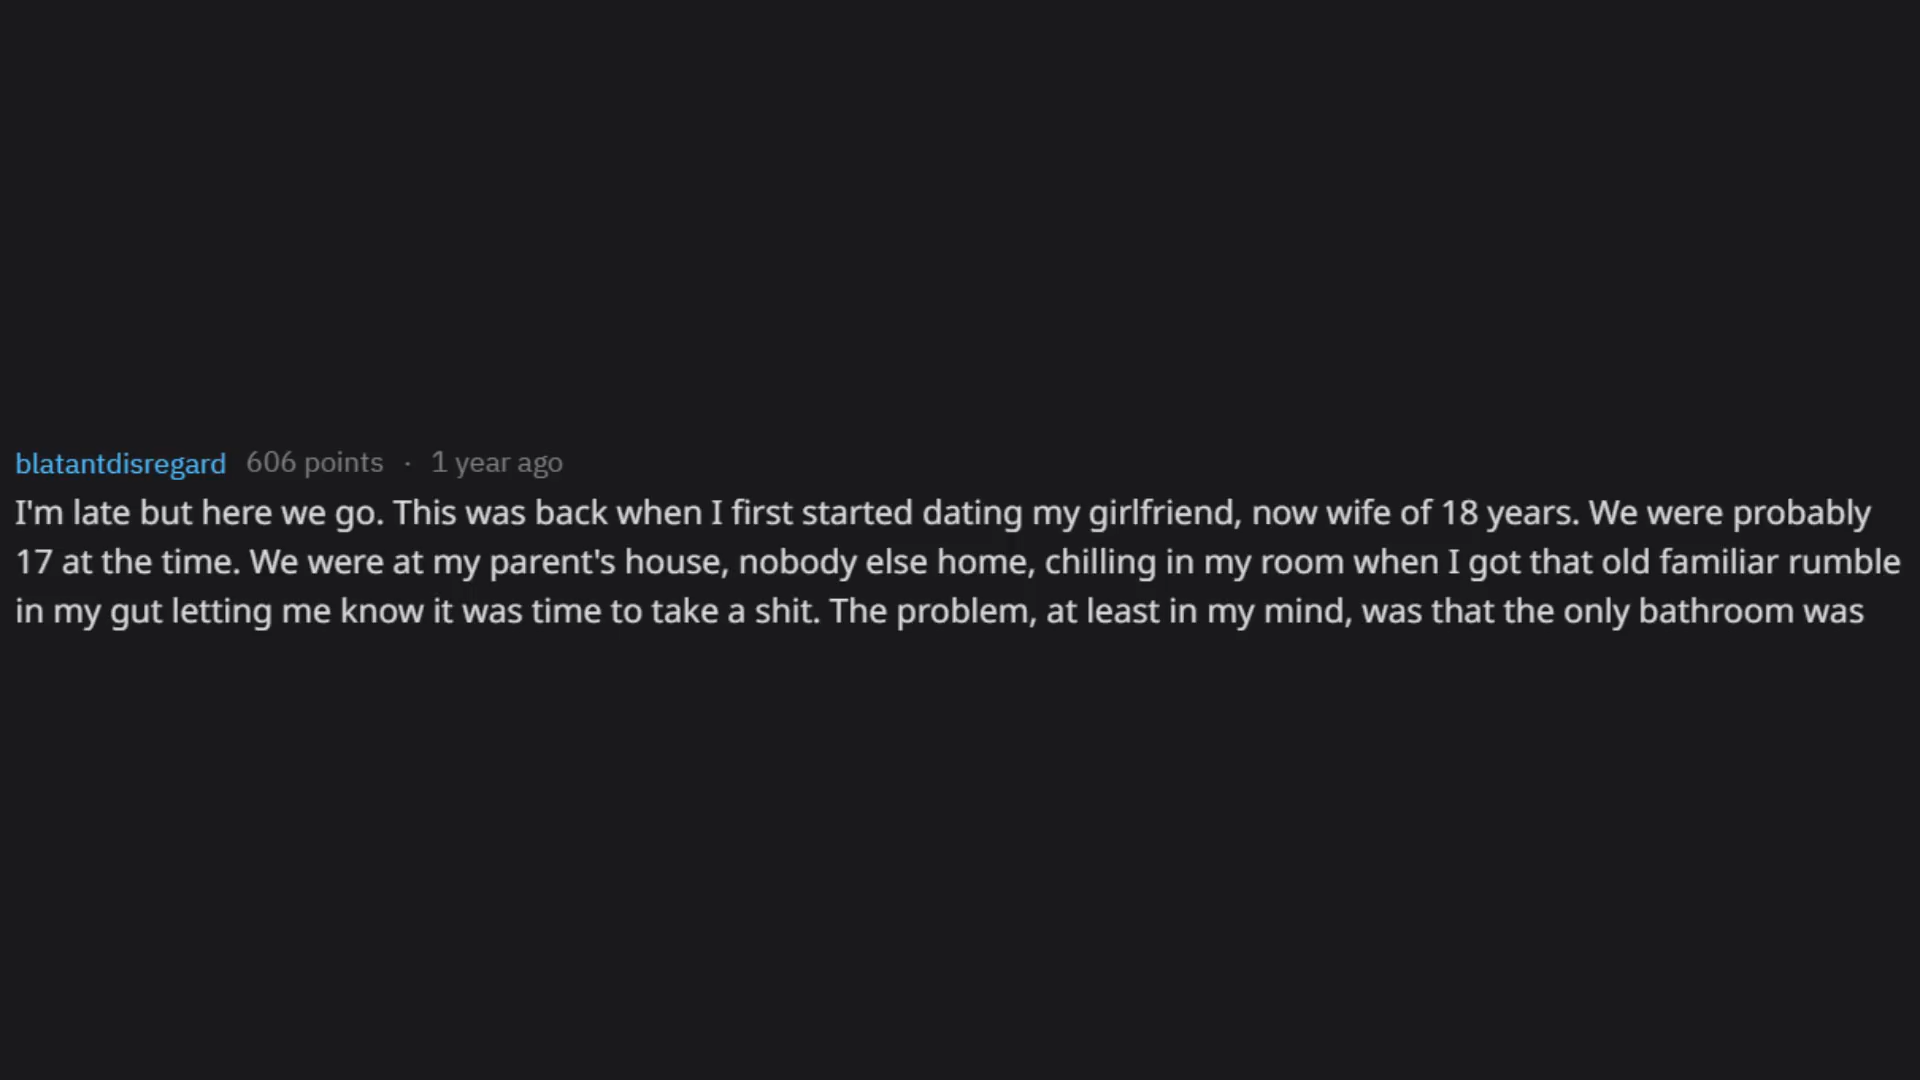 blatantdisregard 606 points · 1 year ago
I'm late but here we go. This was back when I first started dating my girlfriend, now wife of 18 years. We were probably
17 at the time. We were at my parent's house, nobody else home, chilling in my room when I got that old familiar rumble
in my gut letting me know it was time to take a shit. The problem, at least in my mind, was that the only bathroom was